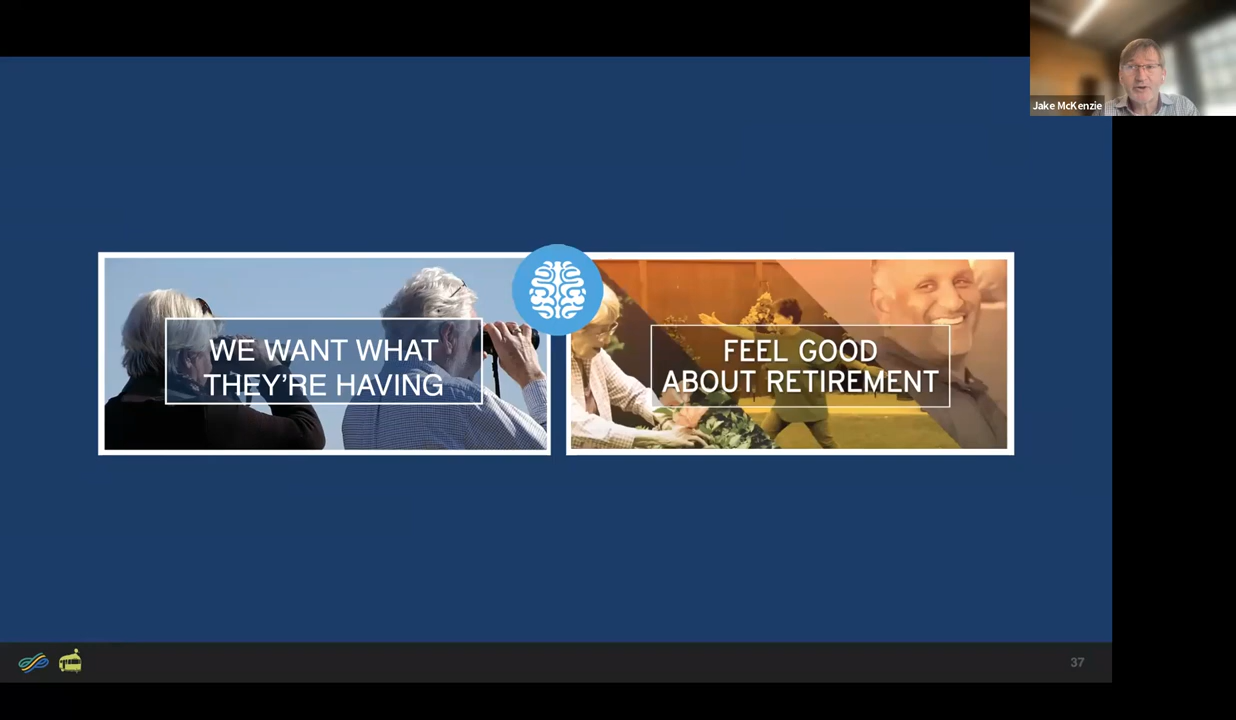 Jake McKenzie
WE WANT WHAT
THEY'RE HAVING
FEEL GOOD
ABOUT RETIREMENT
37